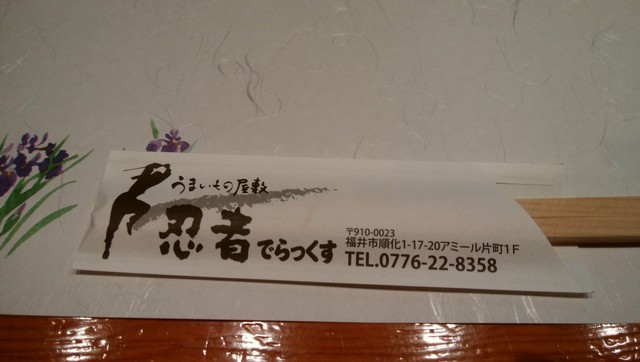 うまいもの屋敷
忍者でらっくす
〒910-0023
福井市順化1-17-20アミール片町1F
TEL.0776-22-8358